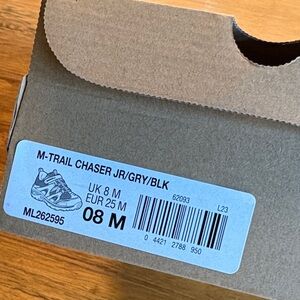 M-TRAIL CHASER JR/GRY/BLK
UK 8 M
EUR 25 M
08 M
ML262595
62093
L23
0 4421 2788 950